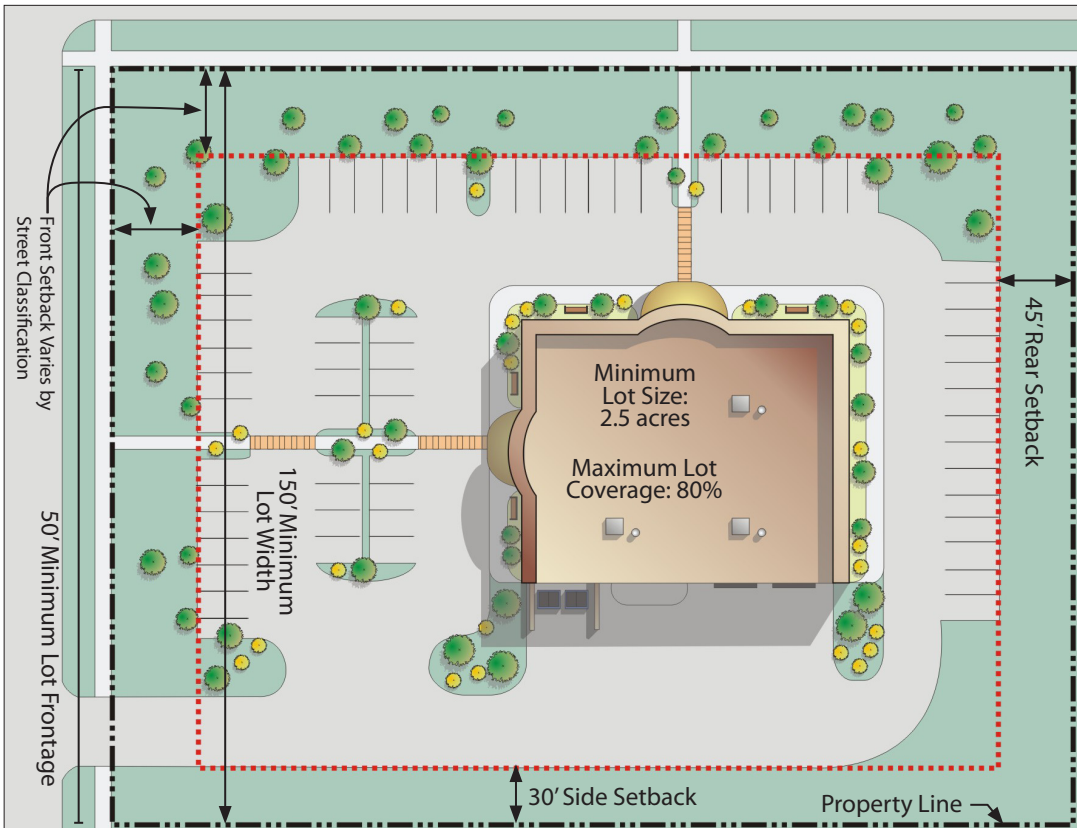 Front Setback Varies by
Street Classification
50' Minimum Lot Frontage
150' Minimum
Lot Width
Minimum
Lot Size:
2.5 acres
Maximum Lot
Coverage: 80%
45' Rear Setback
30' Side Setback
Property Line